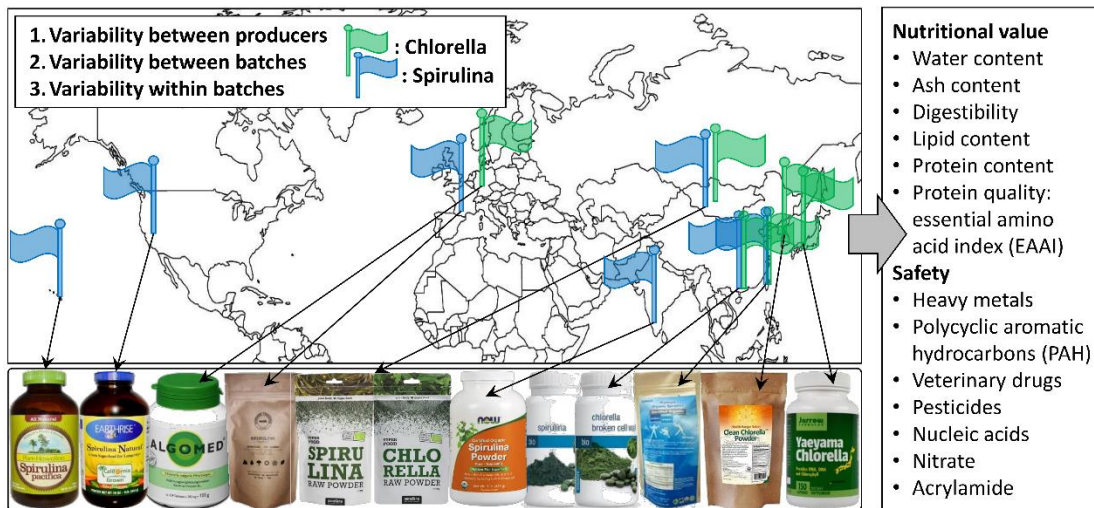 1. Variability between producers
2. Variability between batches
3. Variability within batches
: Chlorella
: Spirulina
Nutritional value
• Water content
• Ash content
• Digestibility
• Lipid content
• Protein content
• Protein quality:
essential amino
acid index (EAAI)
Safety
• Heavy metals
• Polycyclic aromatic
hydrocarbons (PAH)
• Veterinary drugs
• Pesticides
• Nucleic acids
• Nitrate
• Acrylamide
Spirulina
pacifica
EARTHRISE
Spirulina Natural
California
ALGOMED
SPIRU
LINA
RAW POWDER
CHLO
RELLA
RAW POWDER
NOW
Spirulina
Powder
spirulina
chlorella
broken cell wall
Clean Chlorella
Powder
Jarrow
FORMULAS
Yaeyama
Chlorella